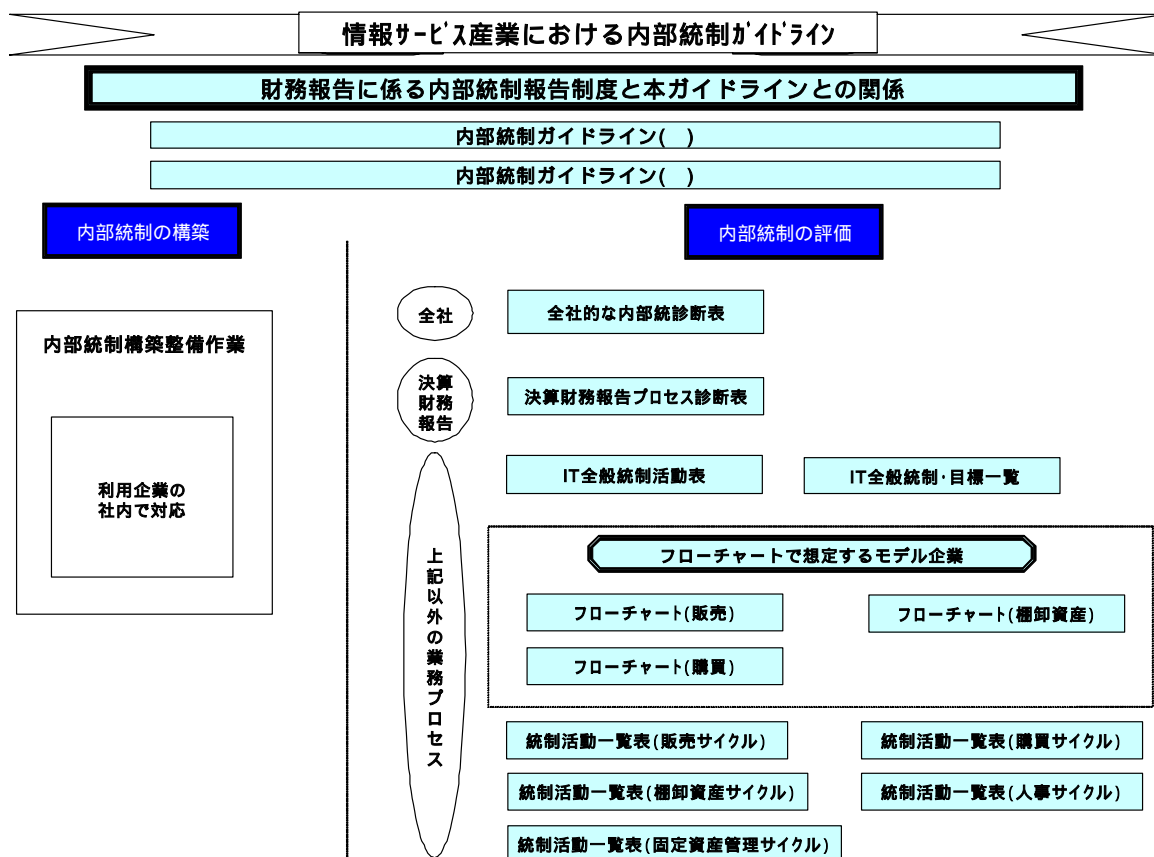 情報サービス産業における内部統制ガイドライン
財務報告に係る内部統制報告制度と本ガイドラインとの関係
内部統制ガイドライン(　)
内部統制ガイドライン(　)
内部統制の構築
内部統制の評価
内部統制構築整備作業
利用企業の
社内で対応
全社
全社的な内部統診断表
決算
財務
報告
決算財務報告プロセス診断表
上記以外の業務プロセス
IT全般統制活動表
IT全般統制・目標一覧
フローチャートで想定するモデル企業
フローチャート(販売)
フローチャート(棚卸資産)
フローチャート(購買)
統制活動一覧表(販売サイクル)
統制活動一覧表(購買サイクル)
統制活動一覧表(棚卸資産サイクル)
統制活動一覧表(人事サイクル)
統制活動一覧表(固定資産管理サイクル)